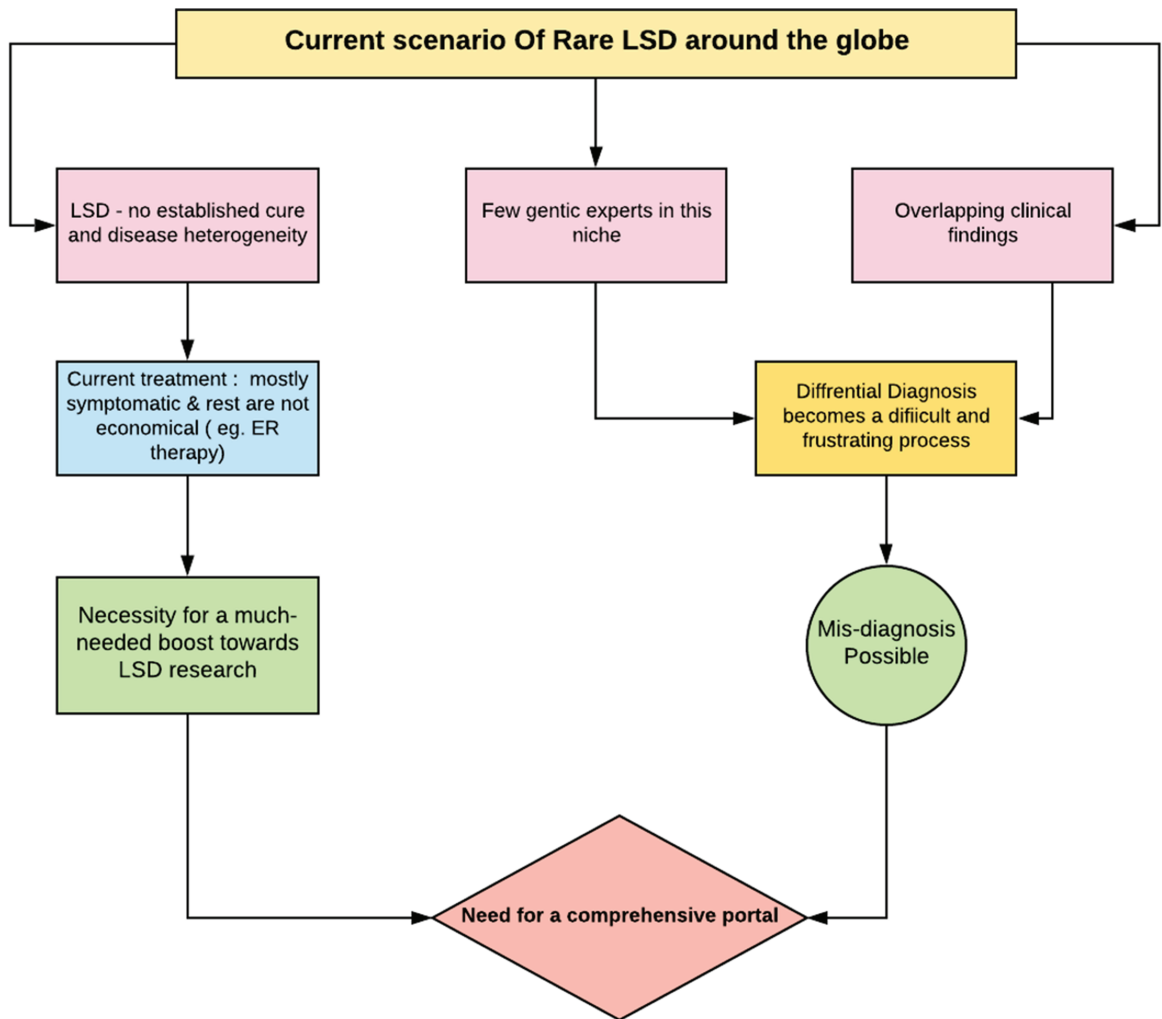 Current scenario Of Rare LSD around the globe
LSD - no established cure
and disease heterogeneity
Few gentic experts in this
niche
Overlapping clinical
findings
Current treatment :  mostly
symptomatic & rest are not
economical ( eg. ER
therapy)
Diffrential Diagnosis
becomes a difiicult and
frustrating process
Necessity for a much-
needed boost towards
LSD research
Mis-diagnosis
Possible
Need for a comprehensive portal